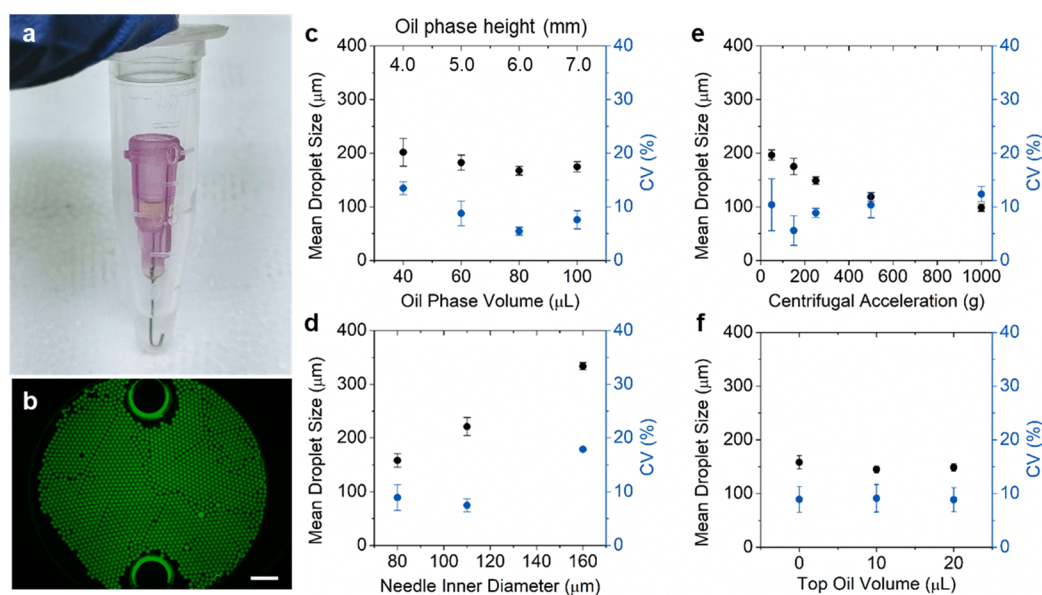 a
b
c
Oil phase height (mm)
4.0 5.0 6.0 7.0
400
300
200
100
0
Mean Droplet Size (μm)
40
30
20
10
0
CV (%)
40 60 80 100
Oil Phase Volume (μL)
d
400
300
200
100
0
Mean Droplet Size (μm)
40
30
20
10
0
CV (%)
80 100 120 140 160
Needle Inner Diameter (μm)
e
400
300
200
100
0
Mean Droplet Size (μm)
40
30
20
10
0
CV (%)
0 200 400 600 800 1000
Centrifugal Acceleration (g)
f
400
300
200
100
0
Mean Droplet Size (μm)
40
30
20
10
0
CV (%)
0 10 20
Top Oil Volume (μL)